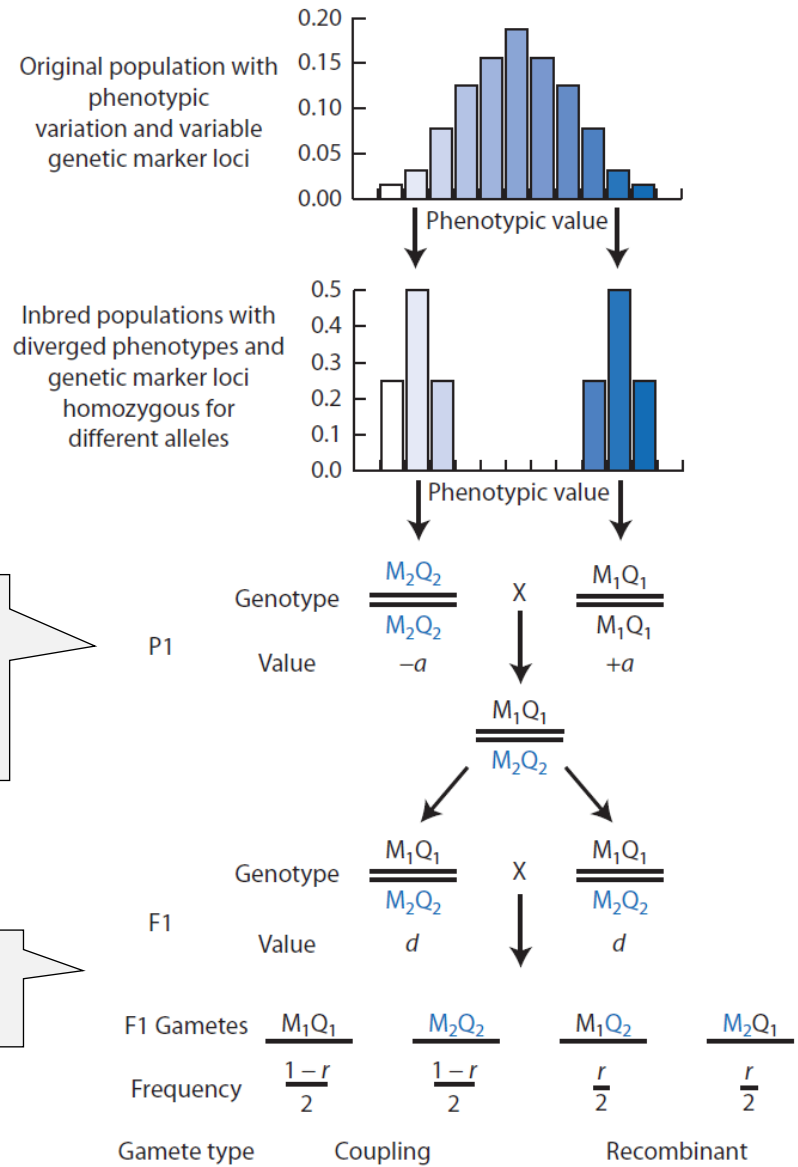 Original population with
phenotypic
variation and variable
genetic marker loci
0.20
0.15
0.10
0.05
0.00
Phenotypic value
Inbred populations with
diverged phenotypes and
genetic marker loci
homozygous for
different alleles
0.5
0.4
0.3
0.2
0.1
0.0
Phenotypic value
P1
Genotype
M₂Q₂
M₂Q₂
X
M₁Q₁
M₁Q₁
Value
–a
+a
M₁Q₁
M₂Q₂
F1
Genotype
M₁Q₁
M₂Q₂
X
M₁Q₁
M₂Q₂
Value
d
d
F1 Gametes M₁Q₁ M₂Q₂ M₁Q₂ M₂Q₁
Frequency
1 – r
2
1 – r
2
r
2
r
2
Gamete type Coupling Recombinant